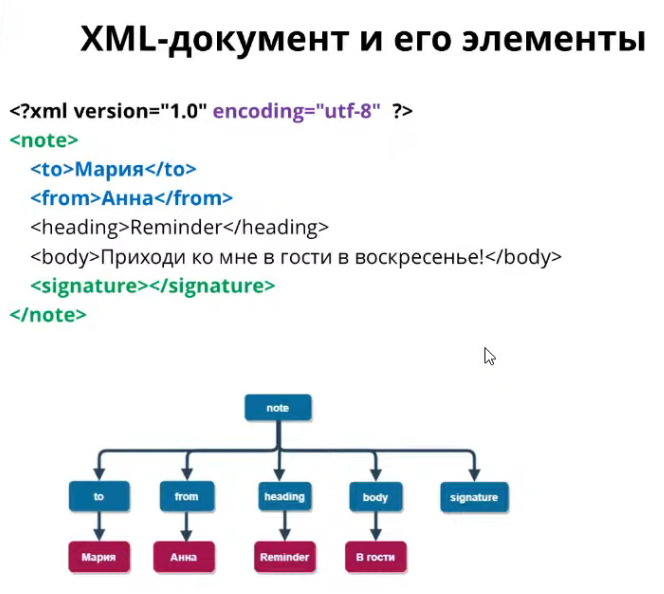 XML-документ и его элементы
<?xml version="1.0" encoding="utf-8" ?>
<note>
<to>Мария</to>
<from>Анна</from>
<heading>Reminder</heading>
<body>Приходи ко мне в гости в воскресенье!</body>
<signature></signature>
</note>
note
to from heading body signature
Мария Анна Reminder В гости